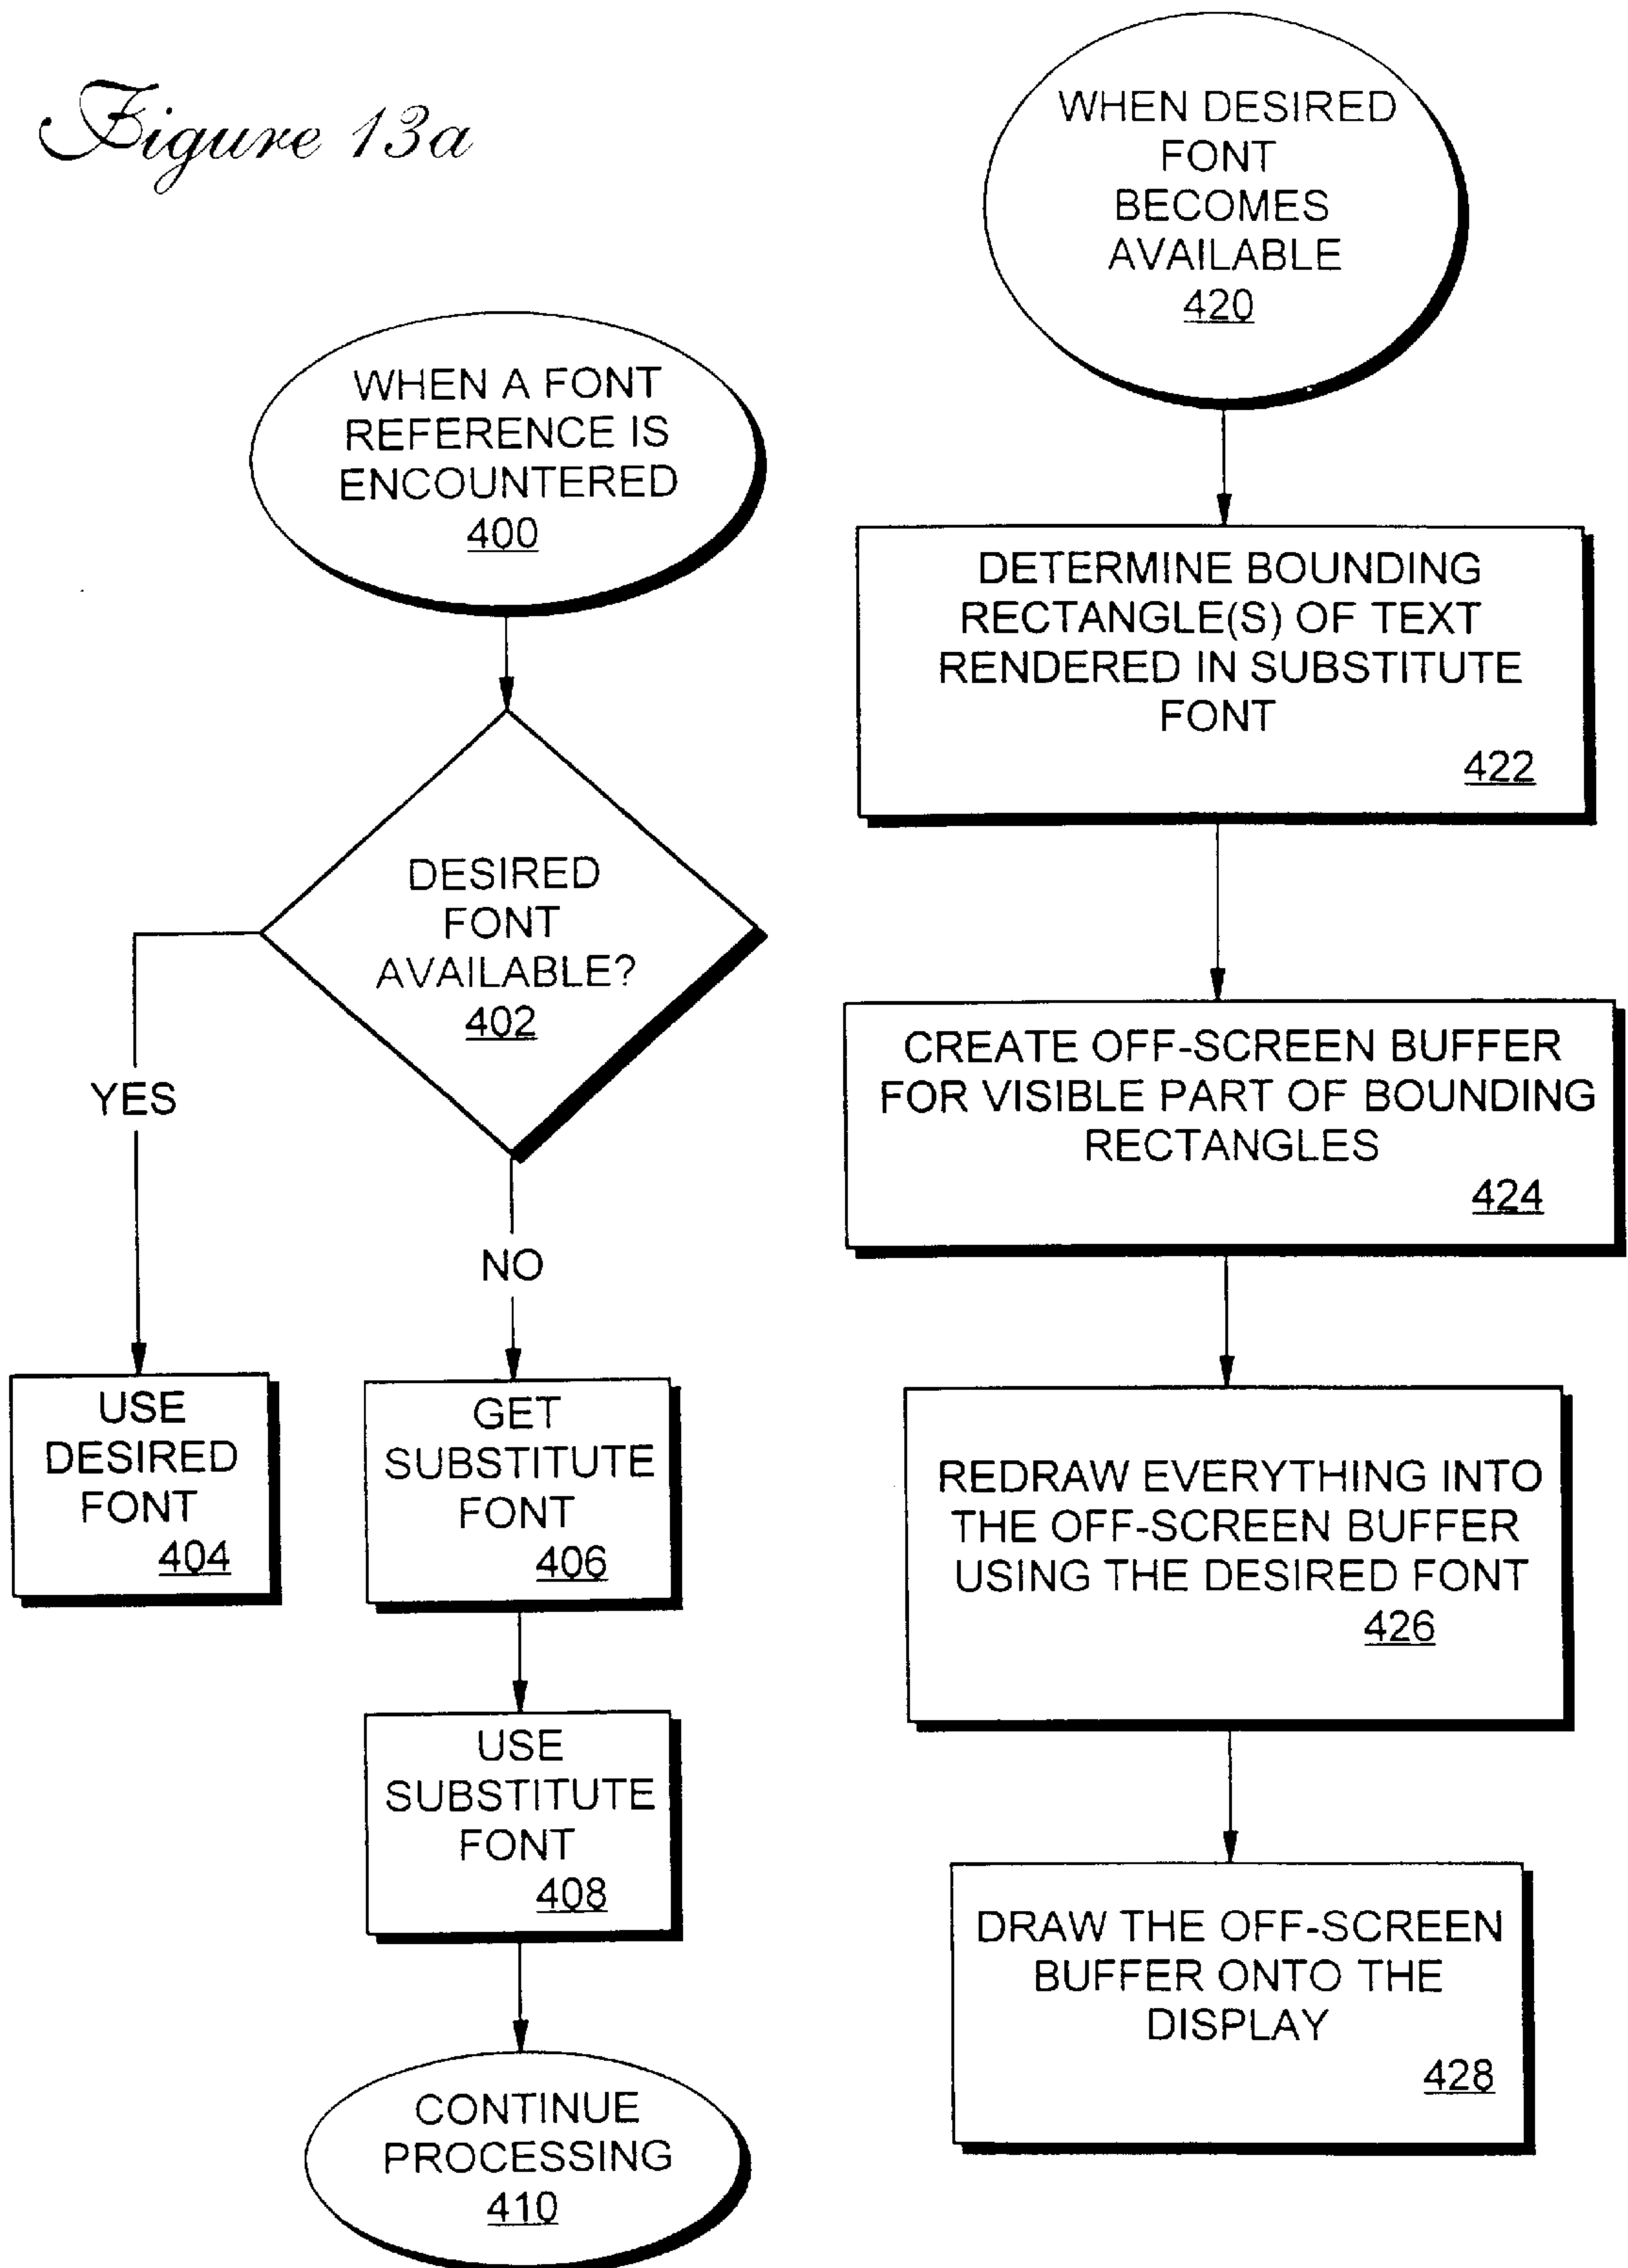 Figure 13a
WHEN A FONT
REFERENCE IS
ENCOUNTERED
400
DESIRED
FONT
AVAILABLE?
402
YES
NO
USE
DESIRED
FONT
404
GET
SUBSTITUTE
FONT
406
USE
SUBSTITUTE
FONT
408
CONTINUE
PROCESSING
410
WHEN DESIRED
FONT
BECOMES
AVAILABLE
420
DETERMINE BOUNDING
RECTANGLE(S) OF TEXT
RENDERED IN SUBSTITUTE
FONT
422
CREATE OFF-SCREEN BUFFER
FOR VISIBLE PART OF BOUNDING
RECTANGLES
424
REDRAW EVERYTHING INTO
THE OFF-SCREEN BUFFER
USING THE DESIRED FONT
426
DRAW THE OFF-SCREEN
BUFFER ONTO THE
DISPLAY
428